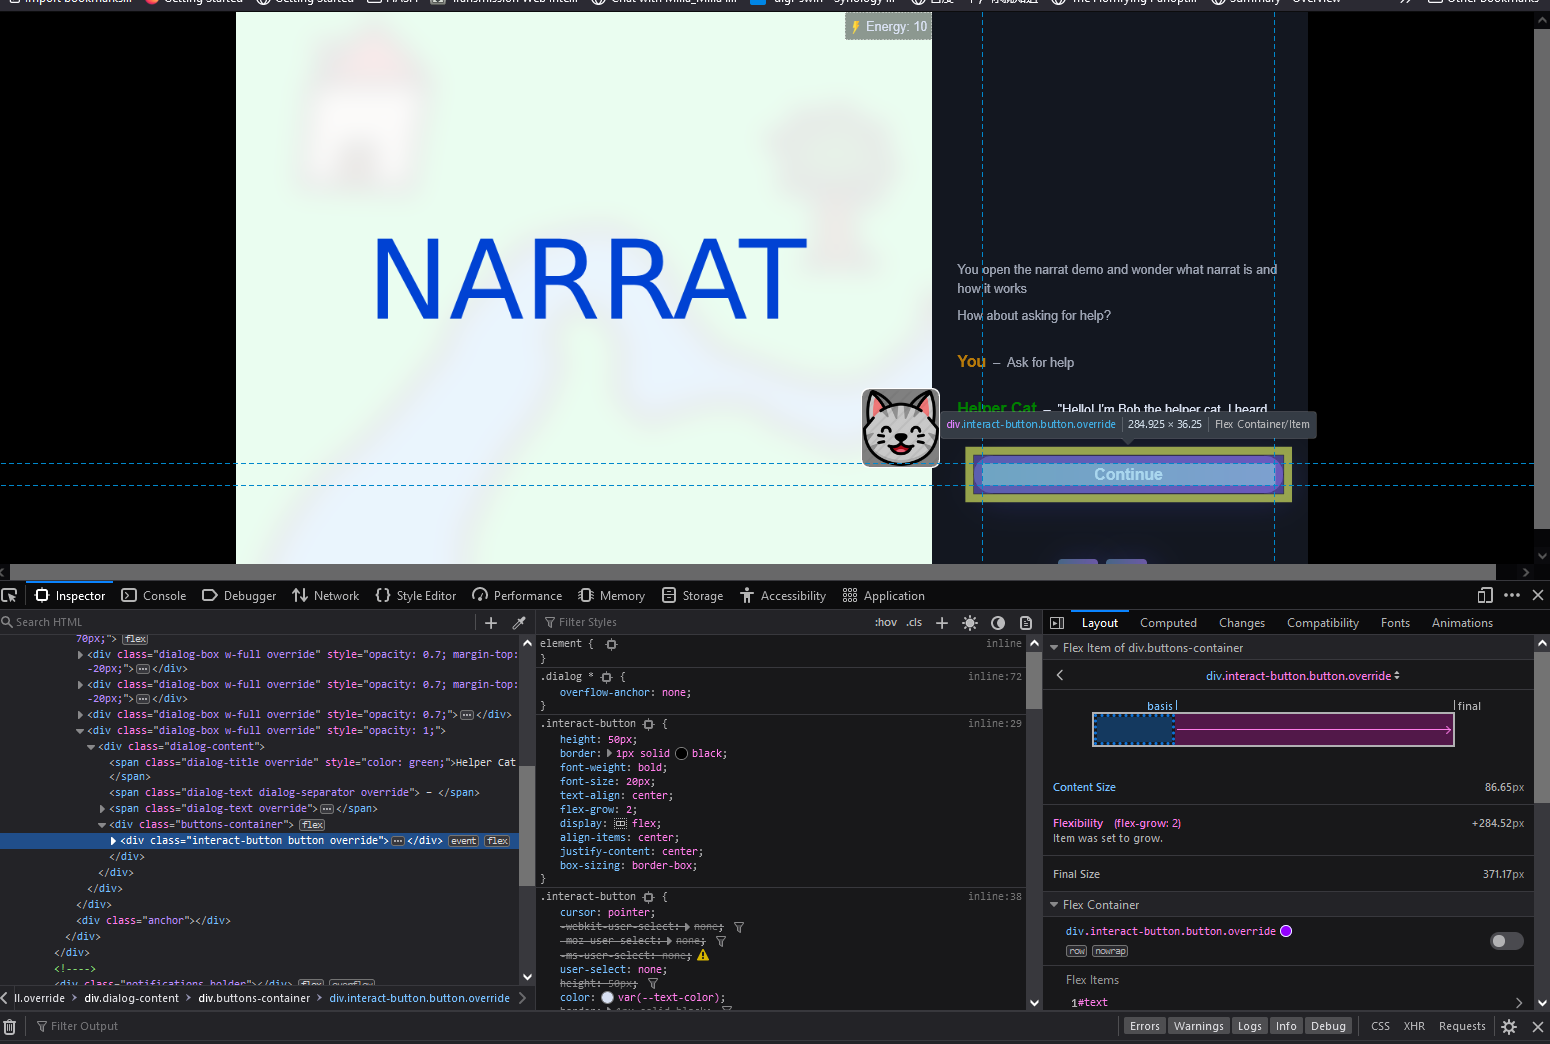 Energy: 10
NARRAT
You open the narrat demo and wonder what narrat is and
how it works
How about asking for help?
You – Ask for help
Helper Cat – "Hello! I'm Bob the helper cat. I heard
div.interact-button.button.override 284.925 × 36.25 Flex Container/Item
Continue
Inspector Console Debugger Network Style Editor Performance Memory Storage Accessibility Application
Search HTML
70px;"> flex
<div class="dialog-box w-full override" style="opacity: 0.7; margin-top:
-20px;"></div>
<div class="dialog-box w-full override" style="opacity: 0.7; margin-top:
-20px;"></div>
<div class="dialog-box w-full override" style="opacity: 0.7;"></div>
<div class="dialog-box w-full override" style="opacity: 1;">
<div class="dialog-content">
<span class="dialog-title override" style="color: green;">Helper Cat
</span>
<span class="dialog-text dialog-separator override"> – </span>
<span class="dialog-text override"></span>
<div class="buttons-container"> flex
<div class="interact-button button override"></div> event flex
</div>
</div>
</div>
</div>
<div class="anchor"></div>
</div>
</div>
<!---->
ll.override > div.dialog-content > div.buttons-container > div.interact-button.button.override
Filter Styles :hov .cls +
element { inline
}
.dialog * { inline:72
overflow-anchor: none;
}
.interact-button { inline:29
height: 50px;
border: 1px solid black;
font-weight: bold;
font-size: 20px;
text-align: center;
flex-grow: 2;
display: flex;
align-items: center;
justify-content: center;
box-sizing: border-box;
}
.interact-button { inline:38
cursor: pointer;
-webkit-user-select: none;
-moz-user-select: none;
-ms-user-select: none;
user-select: none;
height: 50px;
color: var(--text-color);
Layout Computed Changes Compatibility Fonts Animations
Flex Item of div.buttons-container
div.interact-button.button.override
basis final
Content Size 86.65px
Flexibility (flex-grow: 2) +284.52px
Item was set to grow.
Final Size 371.17px
Flex Container
div.interact-button.button.override
row nowrap
Flex Items
1 #text
Filter Output Errors Warnings Logs Info Debug CSS XHR Requests